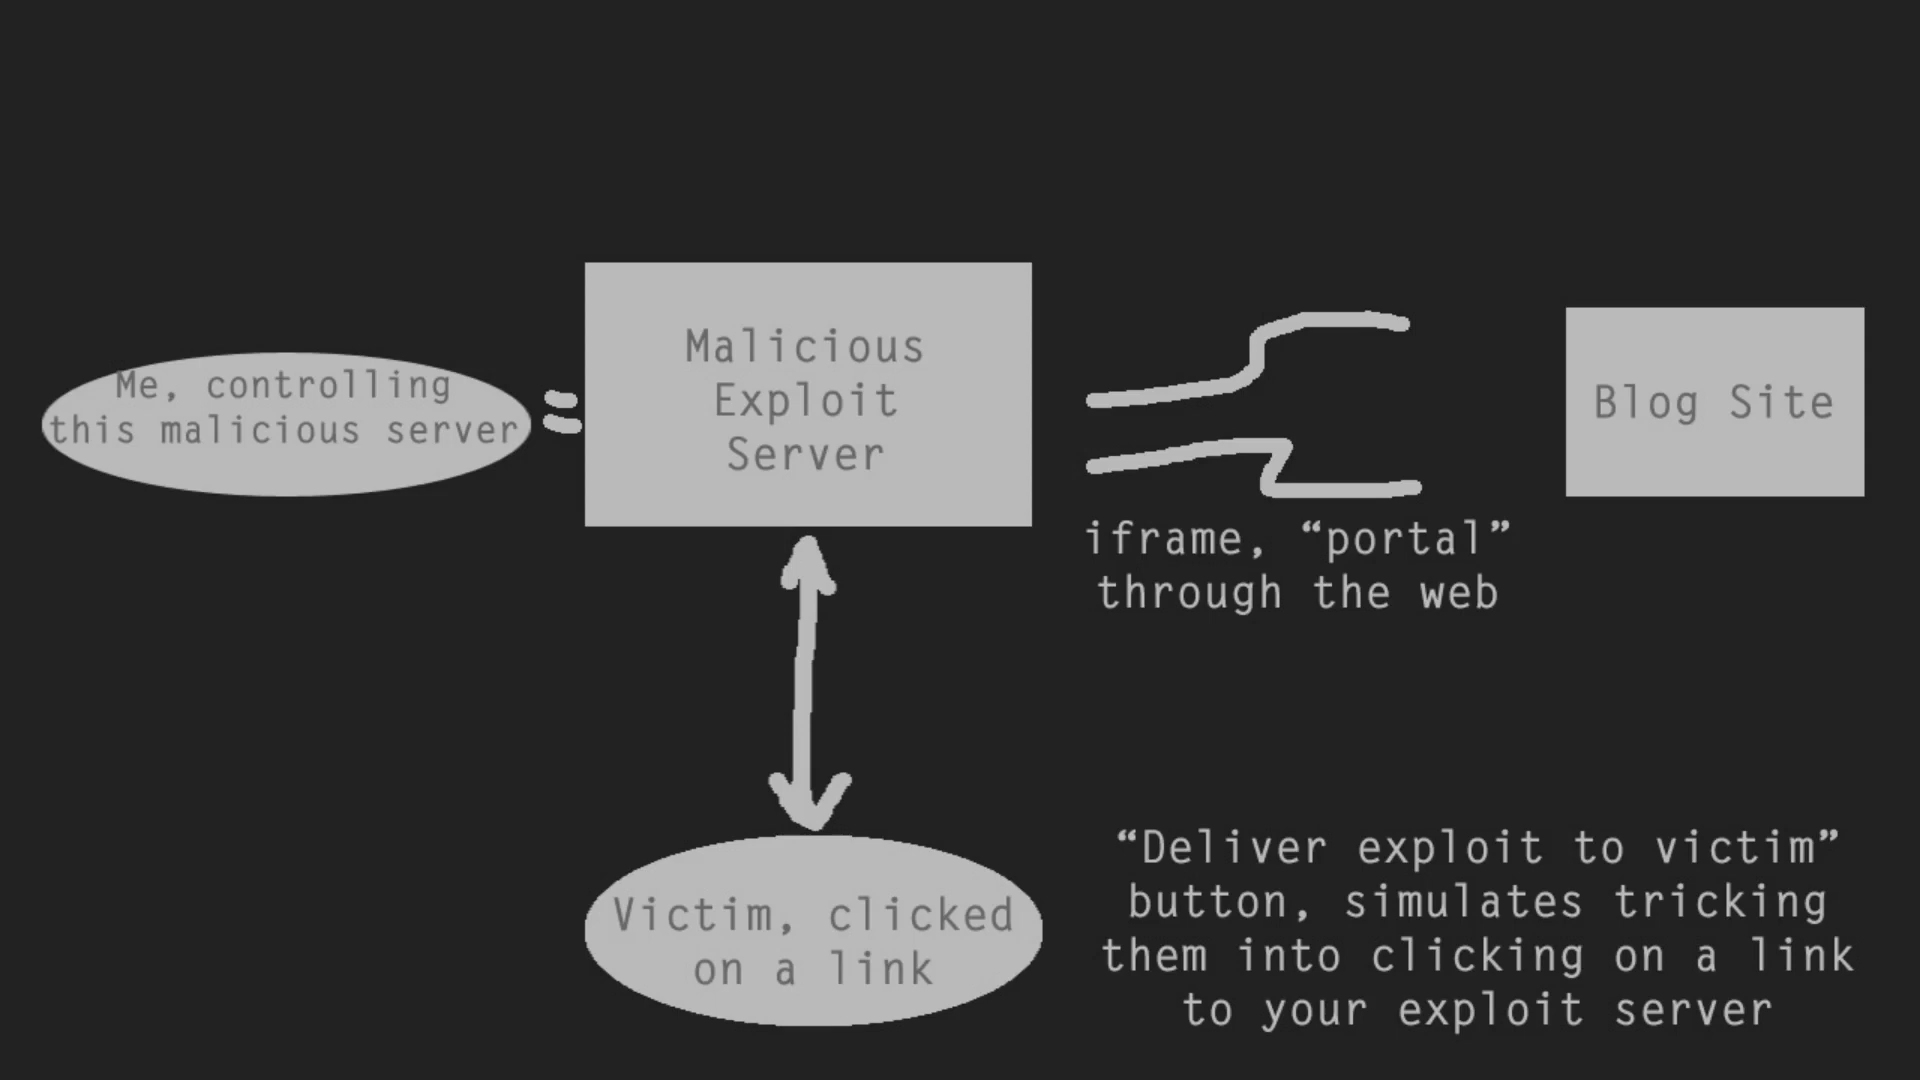 Me, controlling
this malicious server
Malicious
Exploit
Server
Blog Site
iframe, “portal”
through the web
Victim, clicked
on a link
“Deliver exploit to victim”
button, simulates tricking
them into clicking on a link
to your exploit server